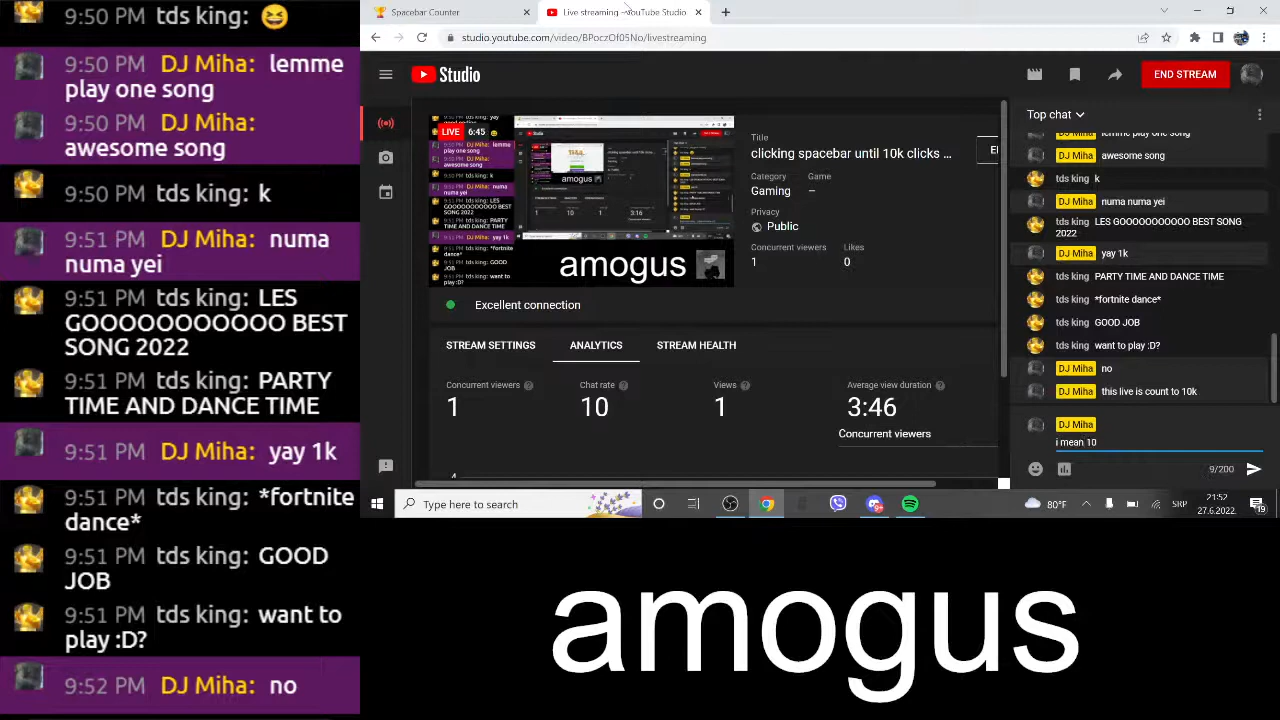 9:50 PM tds king: 😆
9:50 PM DJ Miha: lemme
play one song
9:50 PM DJ Miha:
awesome song
9:50 PM tds king: k
9:51 PM DJ Miha: numa
numa yei
9:51 PM tds king: LES
GOOOOOOOOOOO BEST
SONG 2022
9:51 PM tds king: PARTY
TIME AND DANCE TIME
9:51 PM DJ Miha: yay 1k
9:51 PM tds king: *fortnite
dance*
9:51 PM tds king: GOOD
JOB
9:51 PM tds king: want to
play :D?
9:52 PM DJ Miha: no
Spacebar Counter
Live streaming - YouTube Studio
studio.youtube.com/video/BPoczOf05No/livestreaming
Studio
END STREAM
LIVE 6:45
amogus
Title
clicking spacebar until 10k clicks ...
Category Game
Gaming –
Privacy
Public
Concurrent viewers Likes
1 0
Excellent connection
STREAM SETTINGS ANALYTICS STREAM HEALTH
Concurrent viewers Chat rate Views Average view duration
1 10 1 3:46
Concurrent viewers
Top chat
DJ Miha lemme play one song
DJ Miha awesome song
tds king k
DJ Miha numa numa yei
tds king LES GOOOOOOOOOOO BEST SONG
2022
DJ Miha yay 1k
tds king PARTY TIME AND DANCE TIME
tds king *fortnite dance*
tds king GOOD JOB
tds king want to play :D?
DJ Miha no
DJ Miha this live is count to 10k
DJ Miha
i mean 10
9/200
Type here to search
80°F
SRP
21:52
27.6.2022.
19
amogus